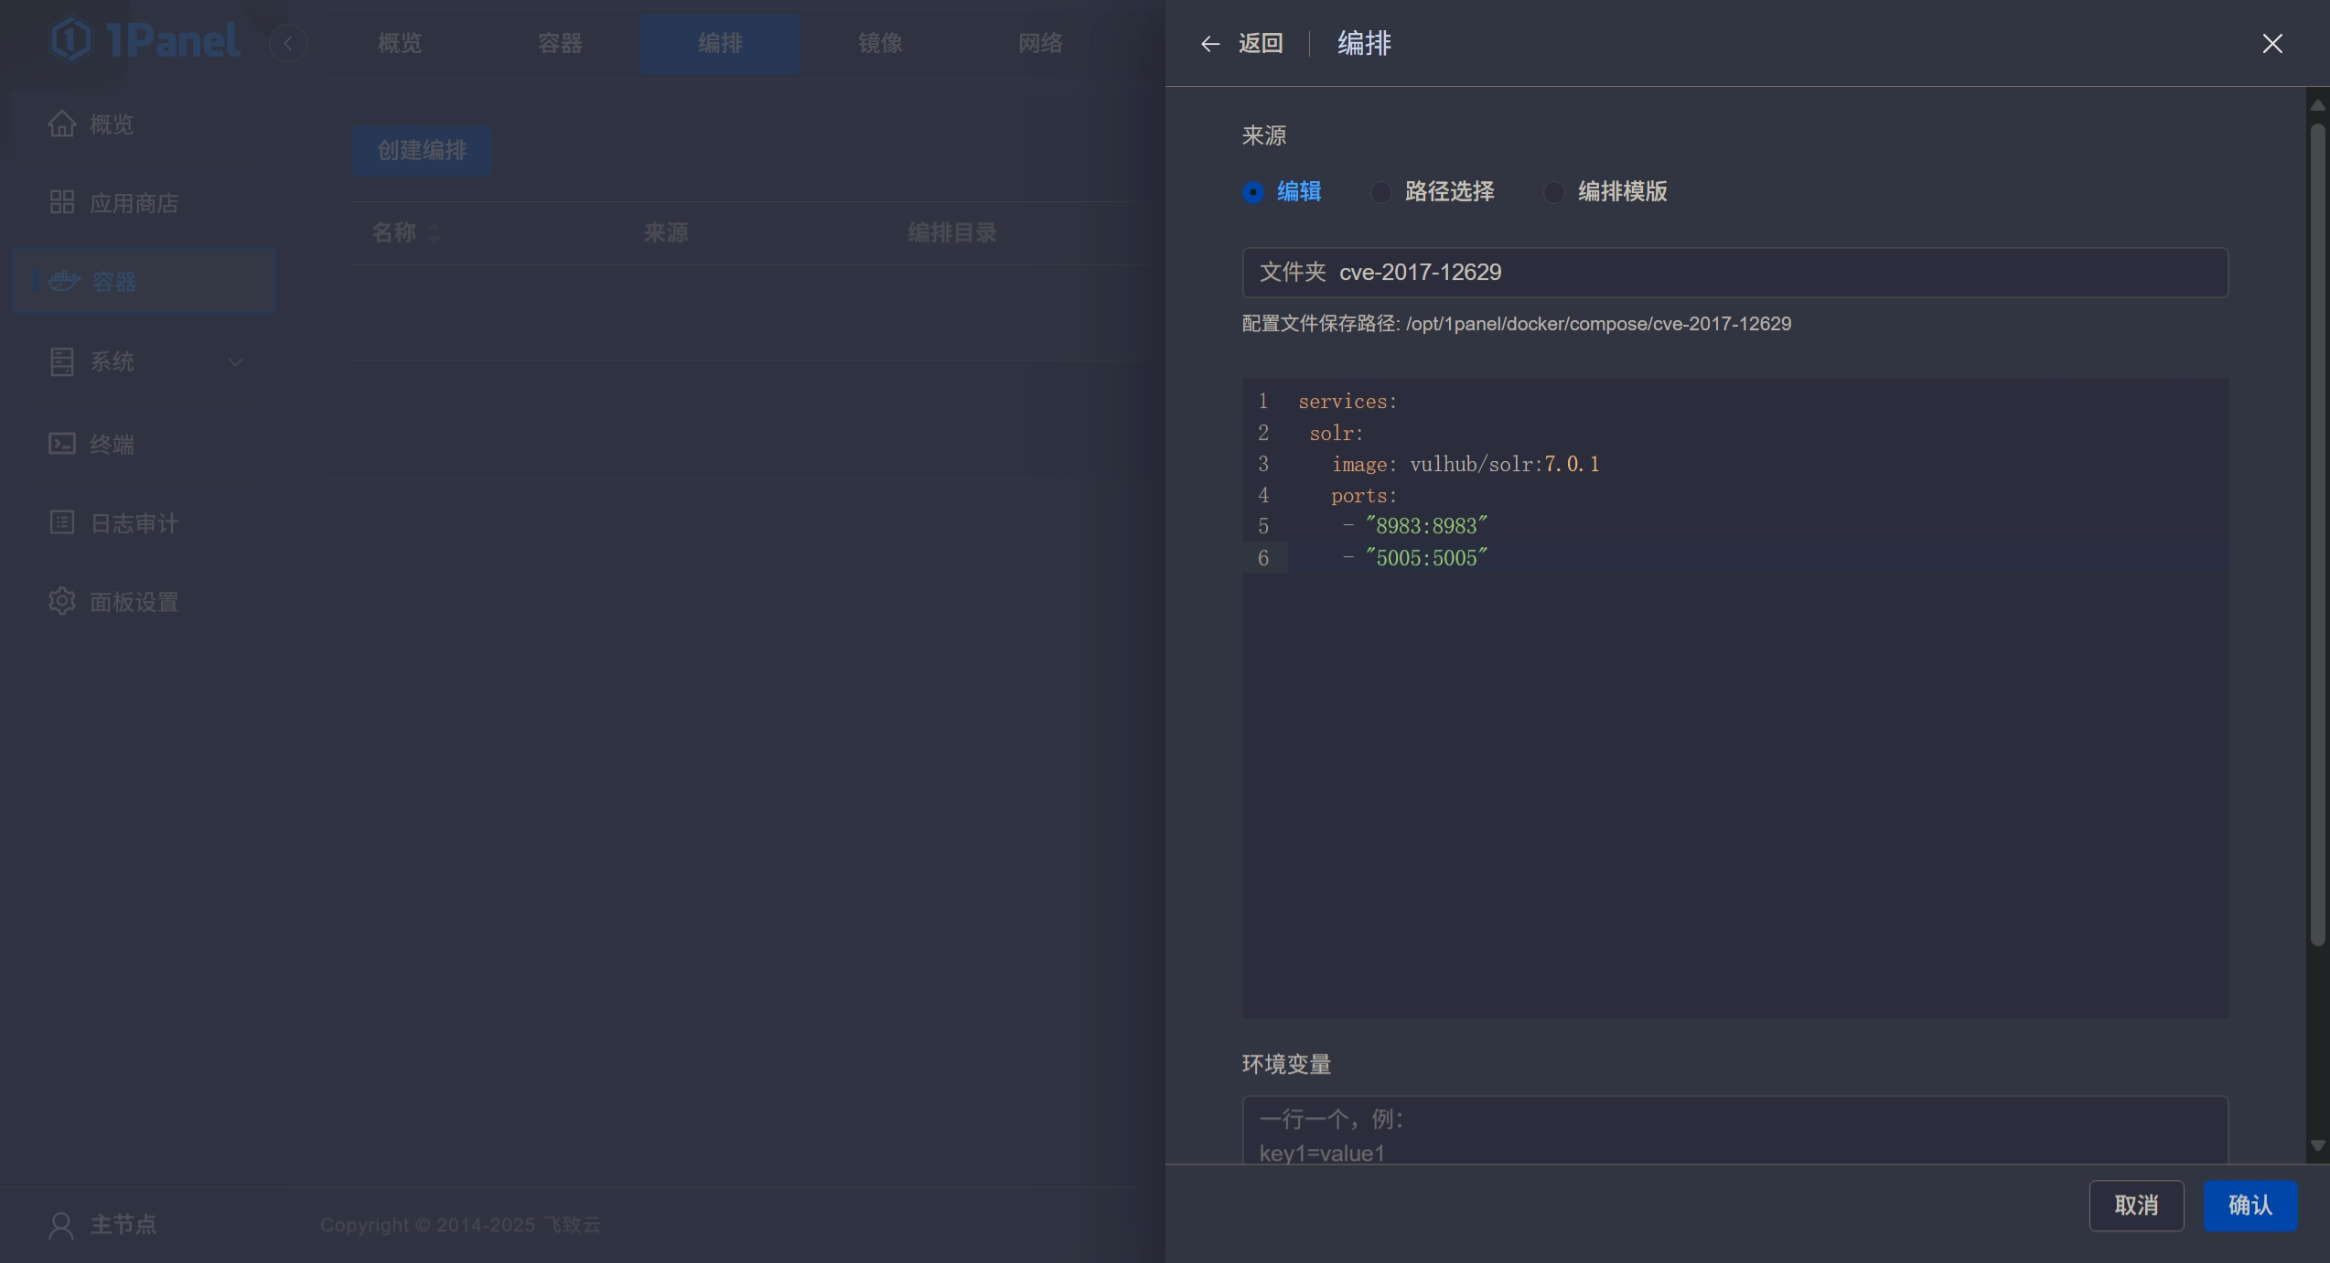 1Panel
概览
容器
编排
镜像
网络
概览
应用商店
容器
系统
终端
日志审计
面板设置
主节点
创建编排
名称
来源
编排目录
Copyright © 2014-2025 飞致云
返回
编排
来源
编辑
路径选择
编排模版
文件夹 cve-2017-12629
配置文件保存路径: /opt/1panel/docker/compose/cve-2017-12629
1 services:
2  solr:
3    image: vulhub/solr:7.0.1
4    ports:
5     - "8983:8983"
6     - "5005:5005"
环境变量
一行一个，例：
key1=value1
取消
确认